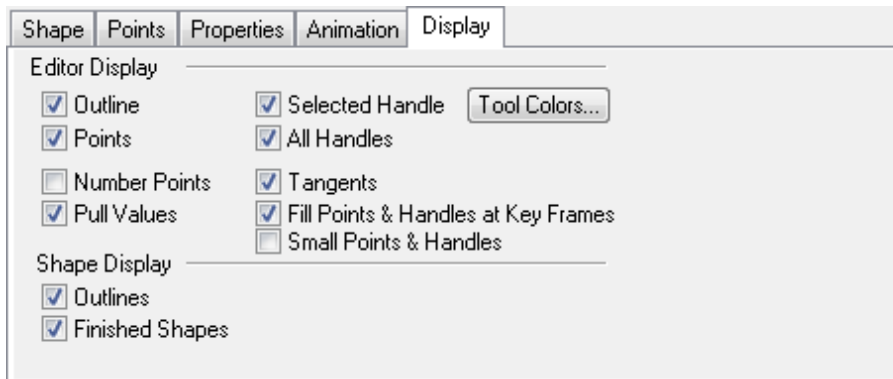 Shape Points Properties Animation Display
Editor Display
Outline Selected Handle Tool Colors...
Points All Handles
Number Points Tangents
Pull Values Fill Points & Handles at Key Frames
Small Points & Handles
Shape Display
Outlines
Finished Shapes